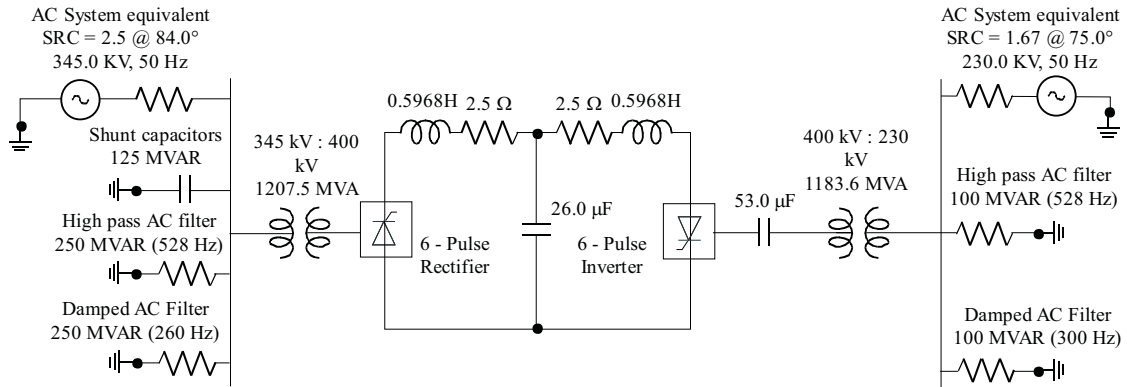 AC System equivalent
SRC = 2.5 @ 84.0°
345.0 KV, 50 Hz
Shunt capacitors
125 MVAR
High pass AC filter
250 MVAR (528 Hz)
Damped AC Filter
250 MVAR (260 Hz)
345 kV : 400
kV
1207.5 MVA
0.5968H
2.5 Ω
2.5 Ω
0.5968H
6 - Pulse
Rectifier
26.0 µF
6 - Pulse
Inverter
53.0 µF
400 kV : 230
kV
1183.6 MVA
AC System equivalent
SRC = 1.67 @ 75.0°
230.0 KV, 50 Hz
High pass AC filter
100 MVAR (528 Hz)
Damped AC Filter
100 MVAR (300 Hz)